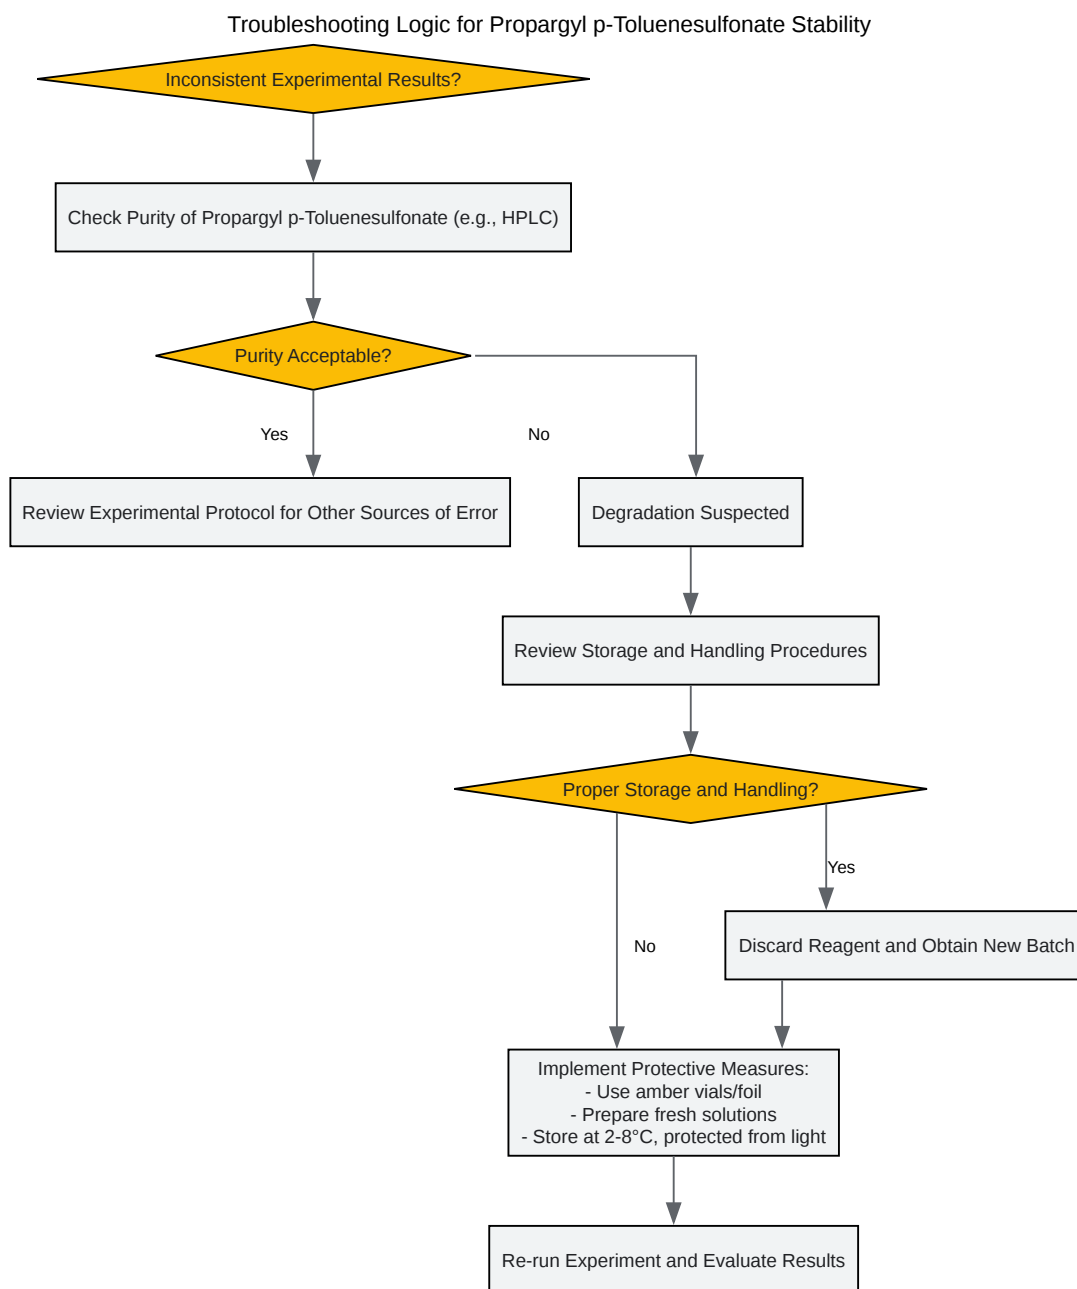 Troubleshooting Logic for Propargyl p-Toluenesulfonate Stability
Inconsistent Experimental Results?
Check Purity of Propargyl p-Toluenesulfonate (e.g., HPLC)
Purity Acceptable?
Yes
No
Review Experimental Protocol for Other Sources of Error
Degradation Suspected
Review Storage and Handling Procedures
Proper Storage and Handling?
Yes
No
Discard Reagent and Obtain New Batch
Implement Protective Measures:
- Use amber vials/foil
- Prepare fresh solutions
- Store at 2-8°C, protected from light
Re-run Experiment and Evaluate Results